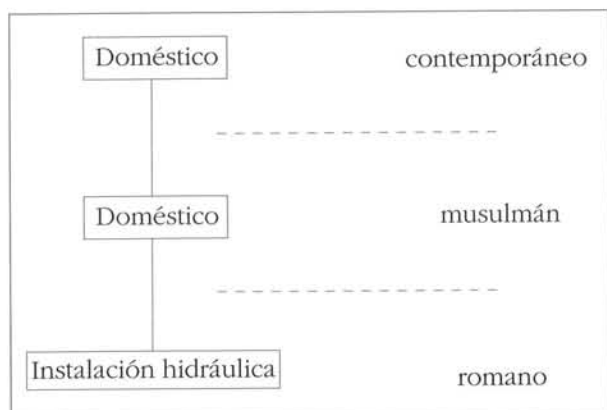 Doméstico contemporáneo
Doméstico musulmán
Instalación hidráulica romano